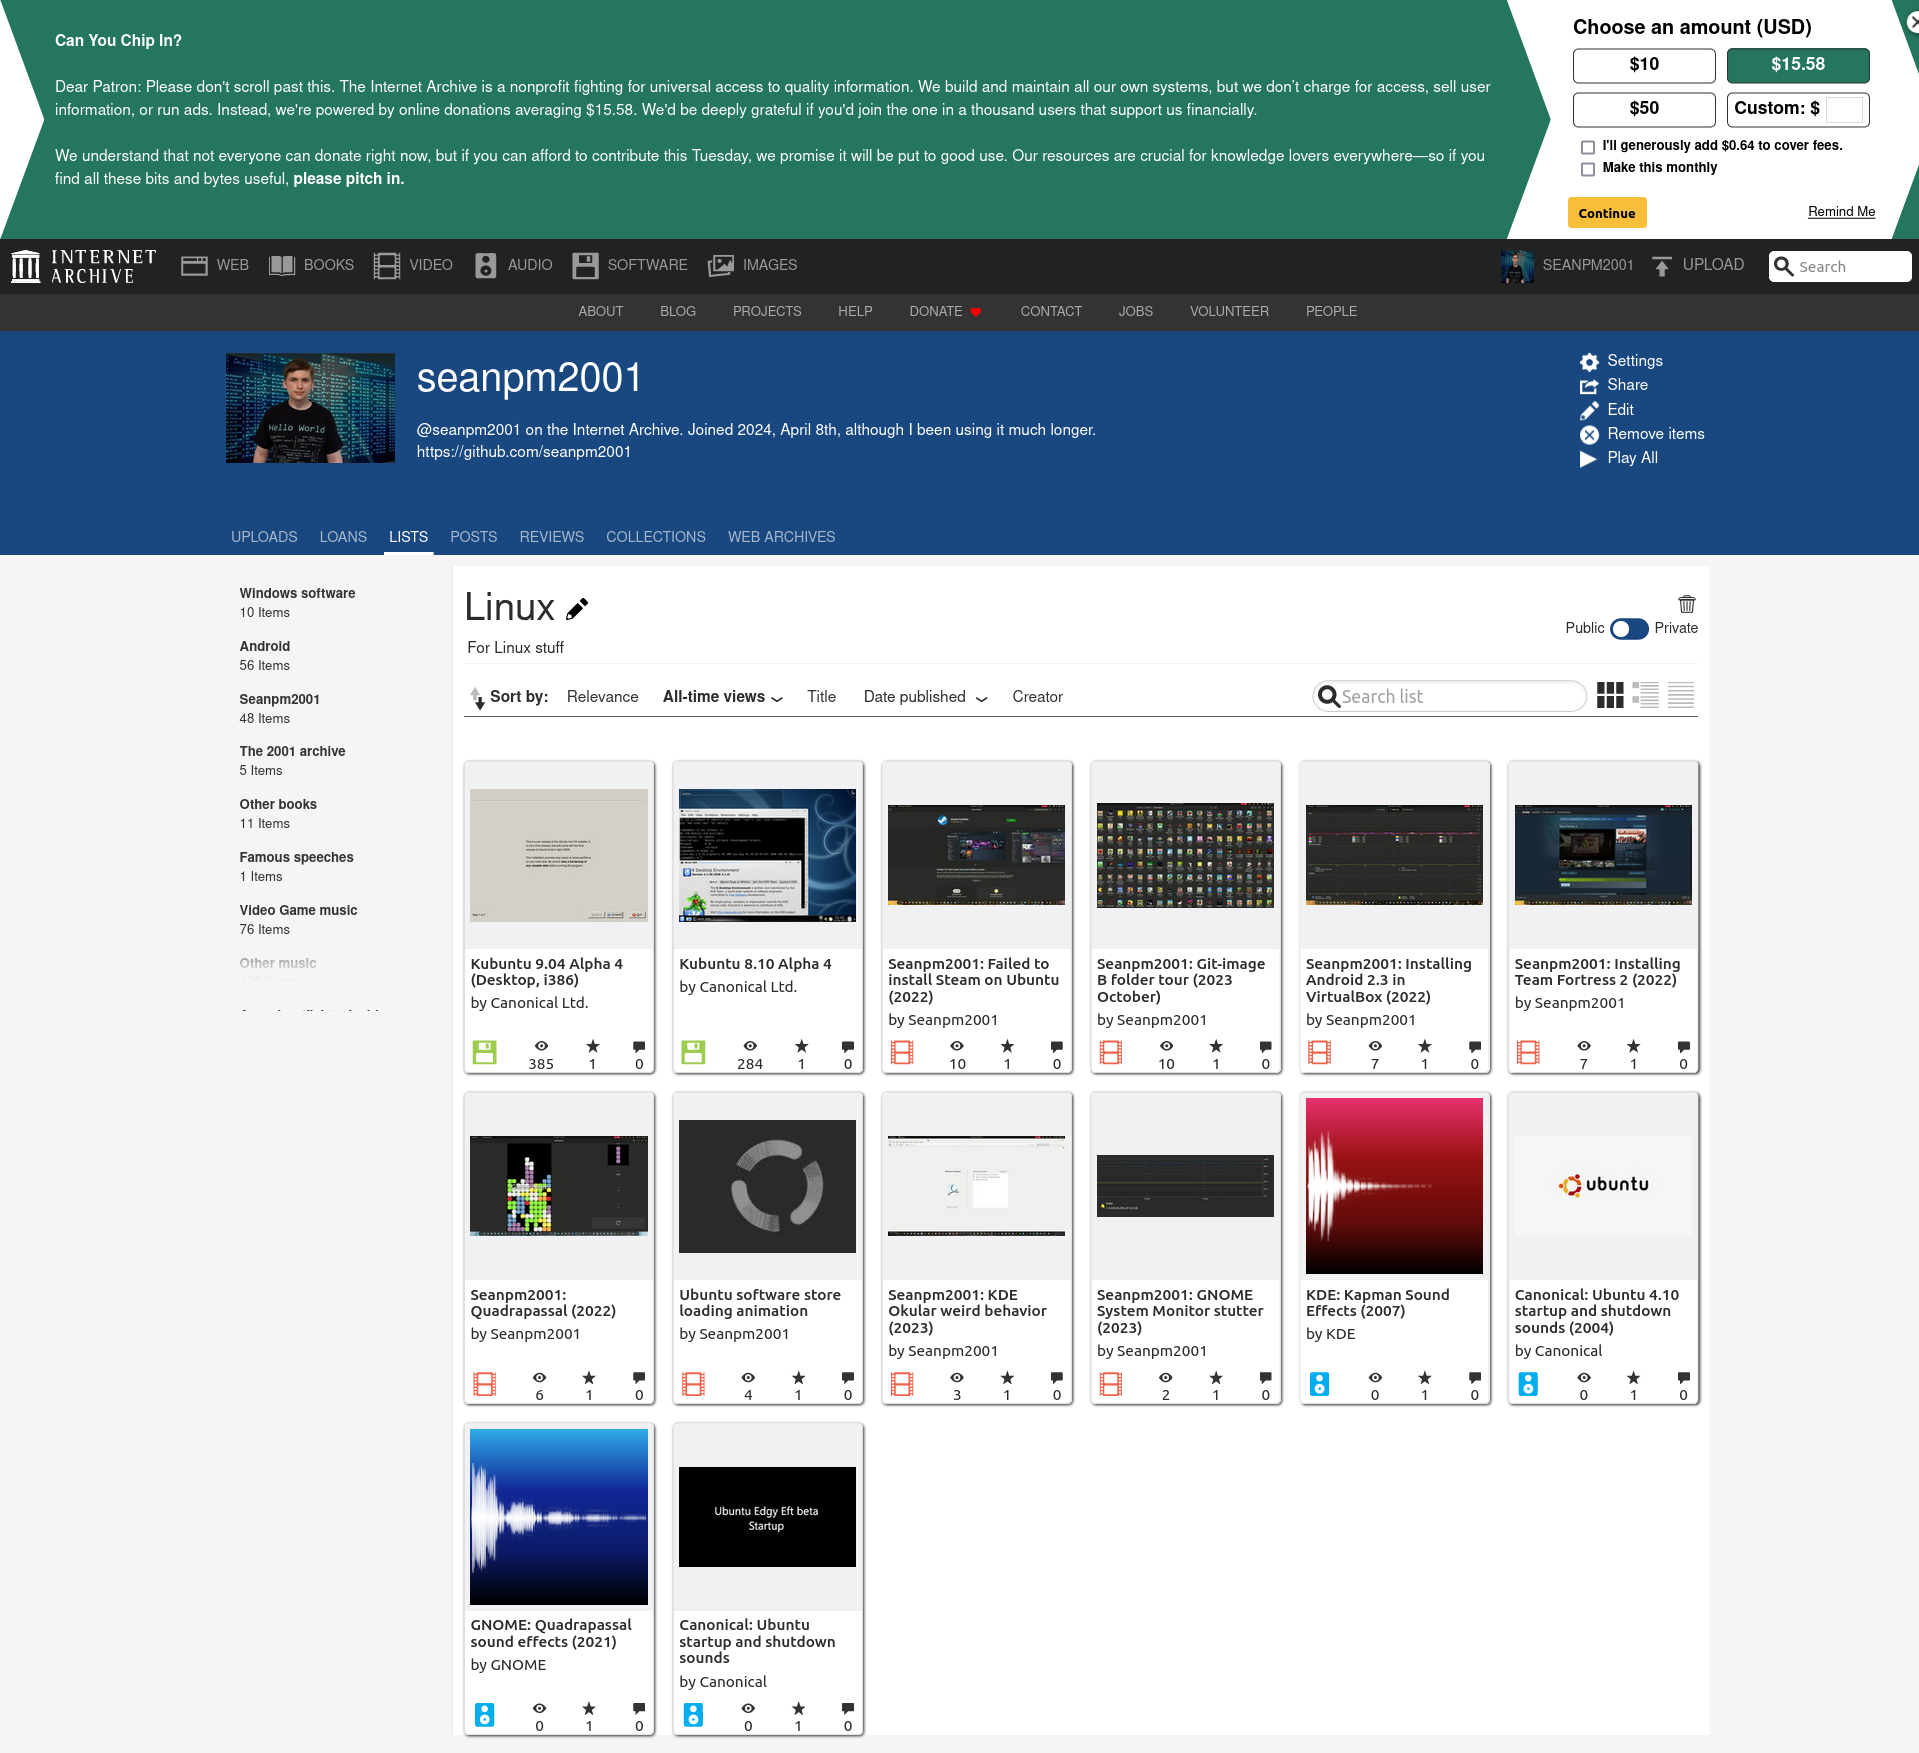 Can You Chip In?
Dear Patron: Please don't scroll past this. The Internet Archive is a nonprofit fighting for universal access to quality information. We build and maintain all our own systems, but we don’t charge for access, sell user
information, or run ads. Instead, we're powered by online donations averaging $15.58. We'd be deeply grateful if you'd join the one in a thousand users that support us financially.
We understand that not everyone can donate right now, but if you can afford to contribute this Tuesday, we promise it will be put to good use. Our resources are crucial for knowledge lovers everywhere—so if you
find all these bits and bytes useful, please pitch in.
Choose an amount (USD)
$10 $15.58
$50 Custom: $
I'll generously add $0.64 to cover fees.
Make this monthly
Continue Remind Me
INTERNET
ARCHIVE
WEB BOOKS VIDEO AUDIO SOFTWARE IMAGES SEANPM2001 UPLOAD Search
ABOUT BLOG PROJECTS HELP DONATE CONTACT JOBS VOLUNTEER PEOPLE
Hello World
seanpm2001
@seanpm2001 on the Internet Archive. Joined 2024, April 8th, although I been using it much longer.
https://github.com/seanpm2001
Settings
Share
Edit
Remove items
Play All
UPLOADS LOANS LISTS POSTS REVIEWS COLLECTIONS WEB ARCHIVES
Windows software
10 Items
Android
56 Items
Seanpm2001
48 Items
The 2001 archive
5 Items
Other books
11 Items
Famous speeches
1 Items
Video Game music
76 Items
Other music
Linux
For Linux stuff
Public Private
Sort by: Relevance All-time views Title Date published Creator
Search list
Kubuntu 9.04 Alpha 4
(Desktop, i386)
by Canonical Ltd.
385 1 0
K Desktop Environment
Kubuntu 8.10 Alpha 4
by Canonical Ltd.
284 1 0
Seanpm2001: Failed to
install Steam on Ubuntu
(2022)
by Seanpm2001
10 1 0
Seanpm2001: Git-image
B folder tour (2023
October)
by Seanpm2001
10 1 0
Seanpm2001: Installing
Android 2.3 in
VirtualBox (2022)
by Seanpm2001
7 1 0
Seanpm2001: Installing
Team Fortress 2 (2022)
by Seanpm2001
7 1 0
Seanpm2001:
Quadrapassal (2022)
by Seanpm2001
6 1 0
Ubuntu software store
loading animation
by Seanpm2001
4 1 0
Seanpm2001: KDE
Okular weird behavior
(2023)
by Seanpm2001
3 1 0
Seanpm2001: GNOME
System Monitor stutter
(2023)
by Seanpm2001
2 1 0
KDE: Kapman Sound
Effects (2007)
by KDE
0 1 0
ubuntu
Canonical: Ubuntu 4.10
startup and shutdown
sounds (2004)
by Canonical
0 1 0
GNOME: Quadrapassal
sound effects (2021)
by GNOME
0 1 0
Ubuntu Edgy Eft beta
Startup
Canonical: Ubuntu
startup and shutdown
sounds
by Canonical
0 1 0